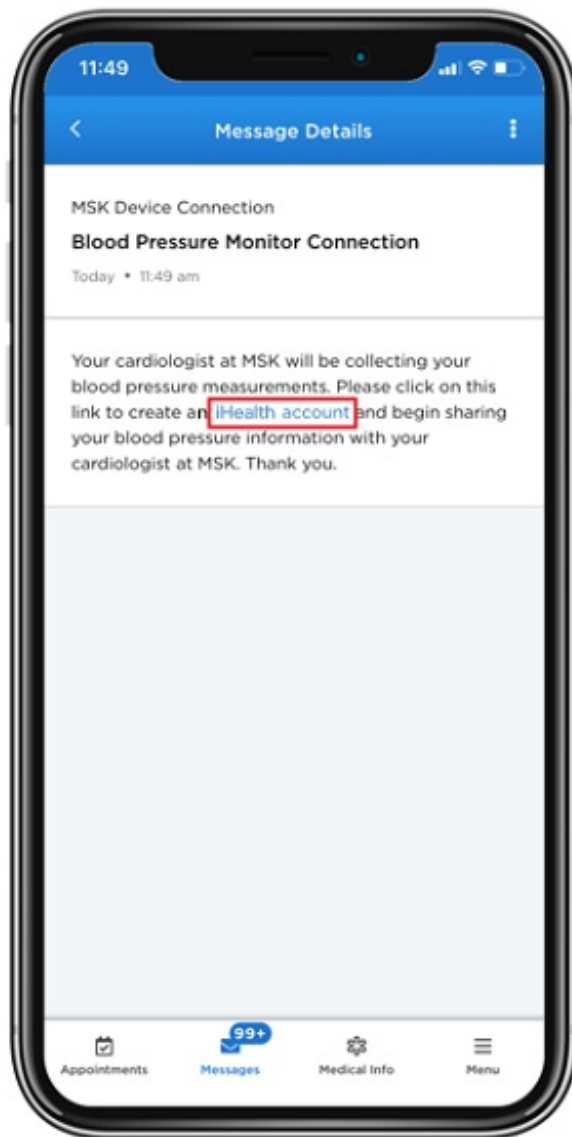 11:49
Message Details
MSK Device Connection
Blood Pressure Monitor Connection
Today • 11:49 am
Your cardiologist at MSK will be collecting your
blood pressure measurements. Please click on this
link to create an iHealth account and begin sharing
your blood pressure information with your
cardiologist at MSK. Thank you.
99+
Appointments Messages Medical Info Menu